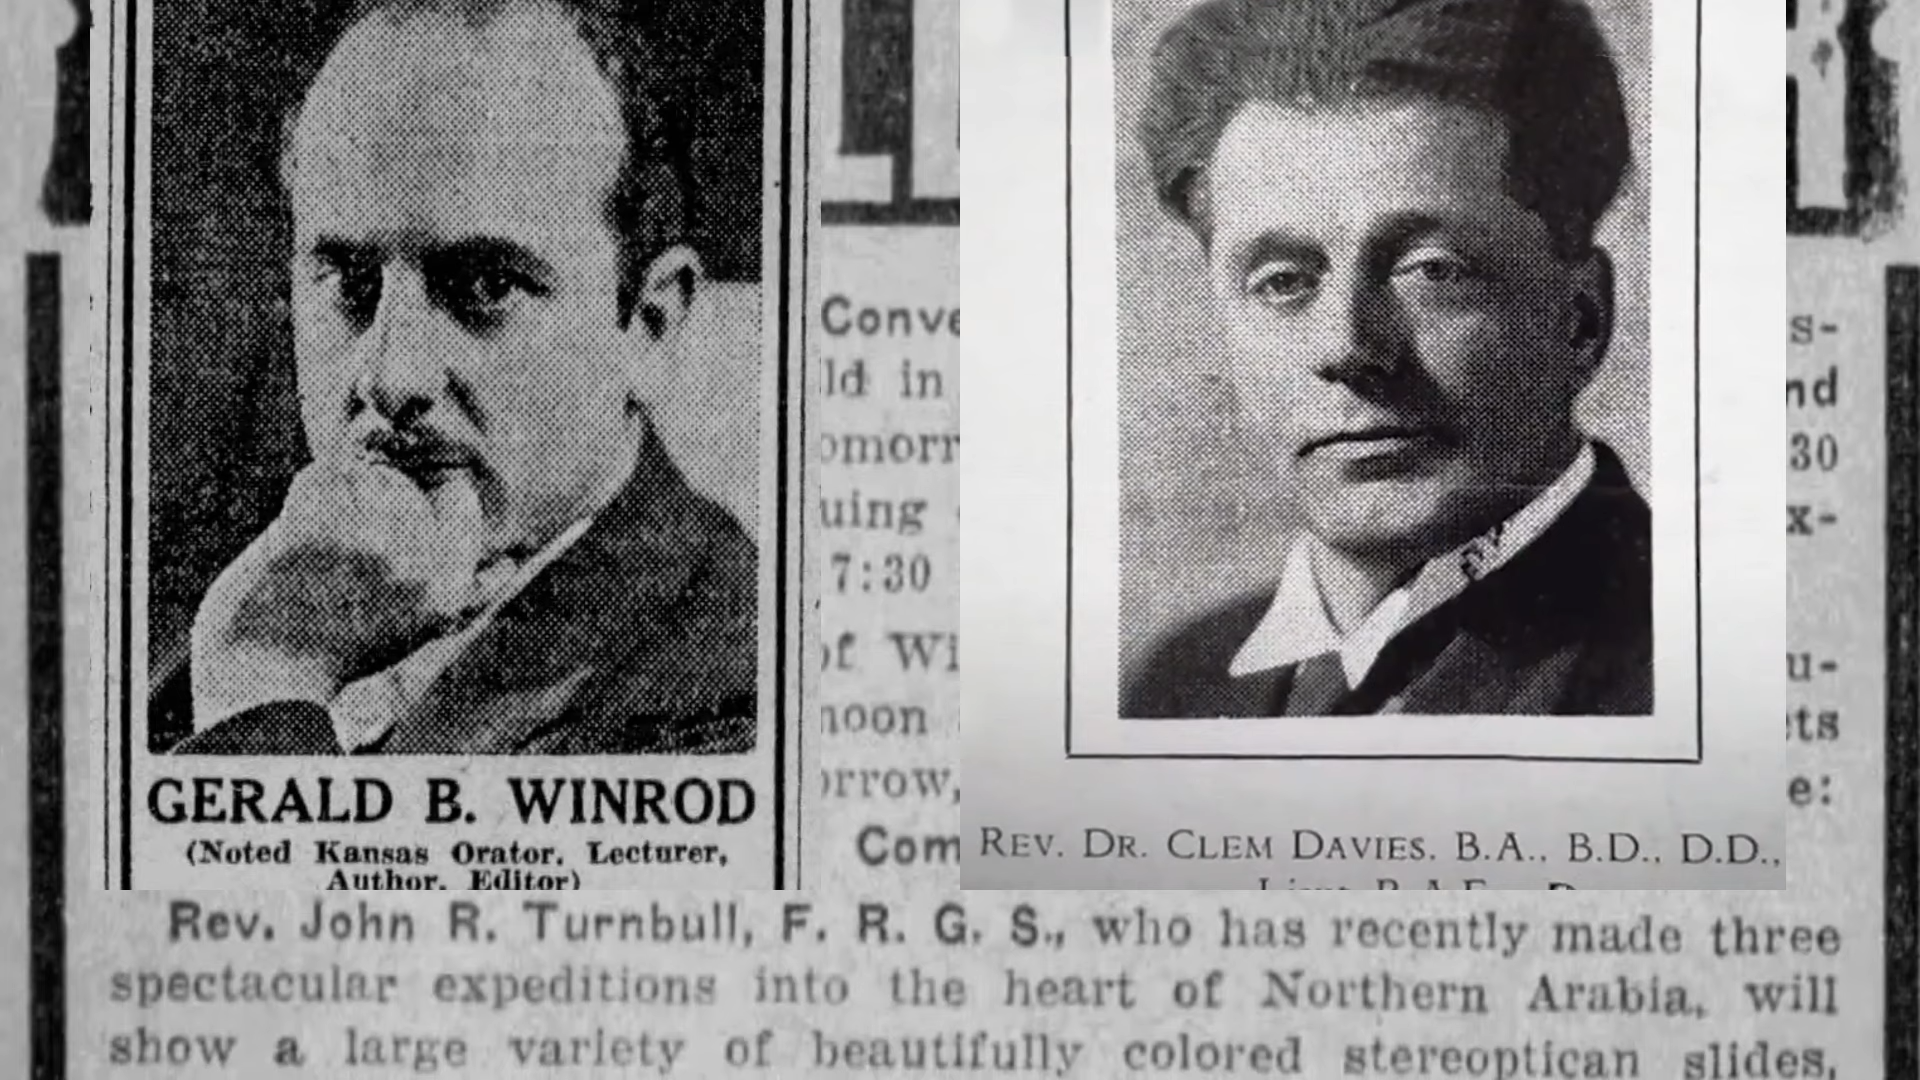 GERALD B. WINROD
(Noted Kansas Orator, Lecturer,
Author, Editor)
REV. DR. CLEM DAVIES. B.A., B.D., D.D.,
Conve
s-
ld in
nd
omorr
30
uing
x-
7:30
of Wi
u-
noon
ets
orrow,
e:
Com
Rev. John R. Turnbull, F. R. G. S., who has recently made three
spectacular expeditions into the heart of Northern Arabia, will
show a large variety of beautifully colored stereoptican slides,